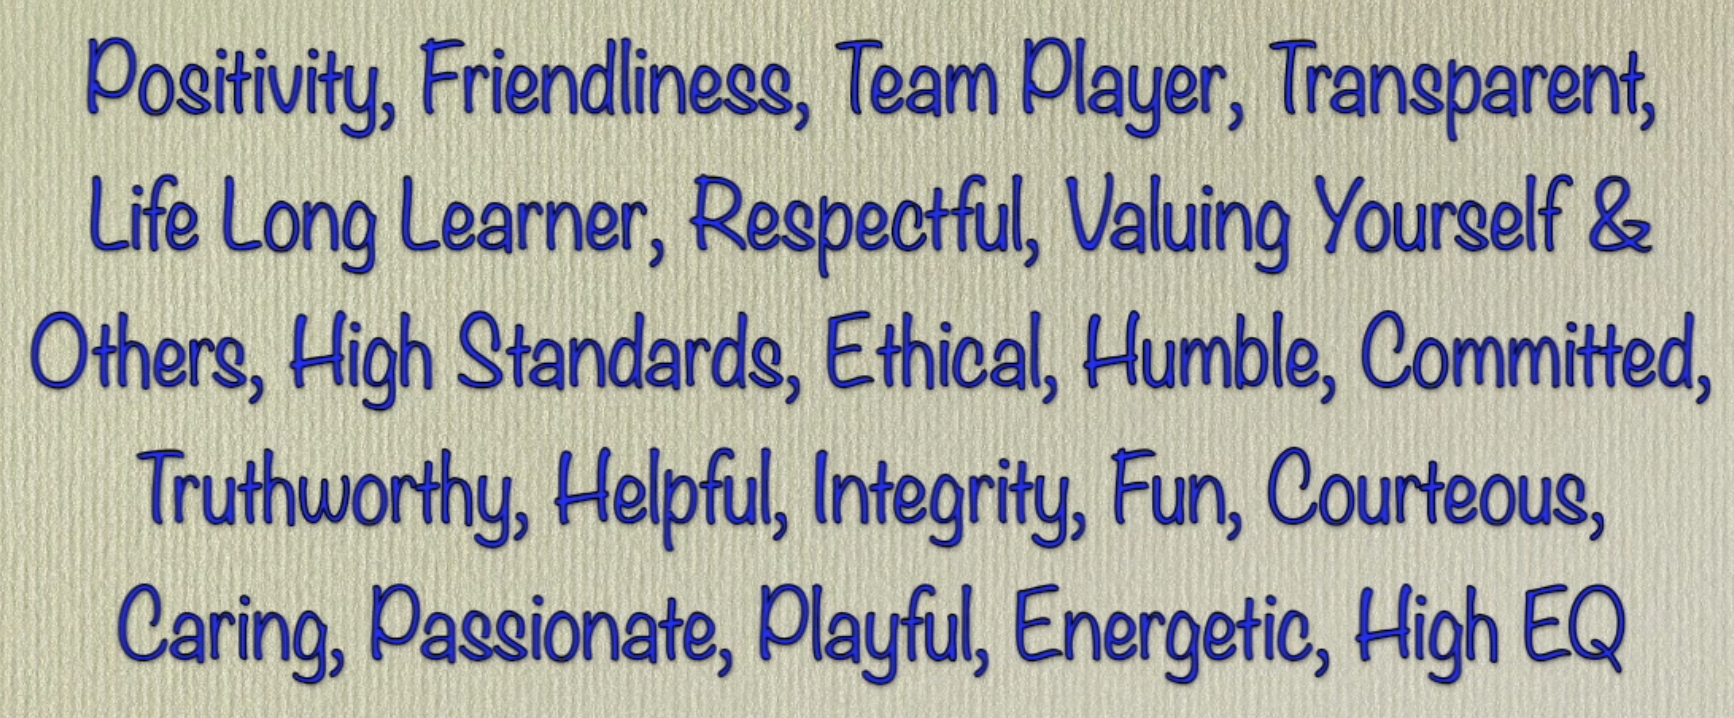 Positivity, Friendliness, Team Player, Transparent,
Life Long Learner, Respectful, Valuing Yourself &
Others, High Standards, Ethical, Humble, Committed,
Truthworthy, Helpful, Integrity, Fun, Courteous,
Caring, Passionate, Playful, Energetic, High EQ